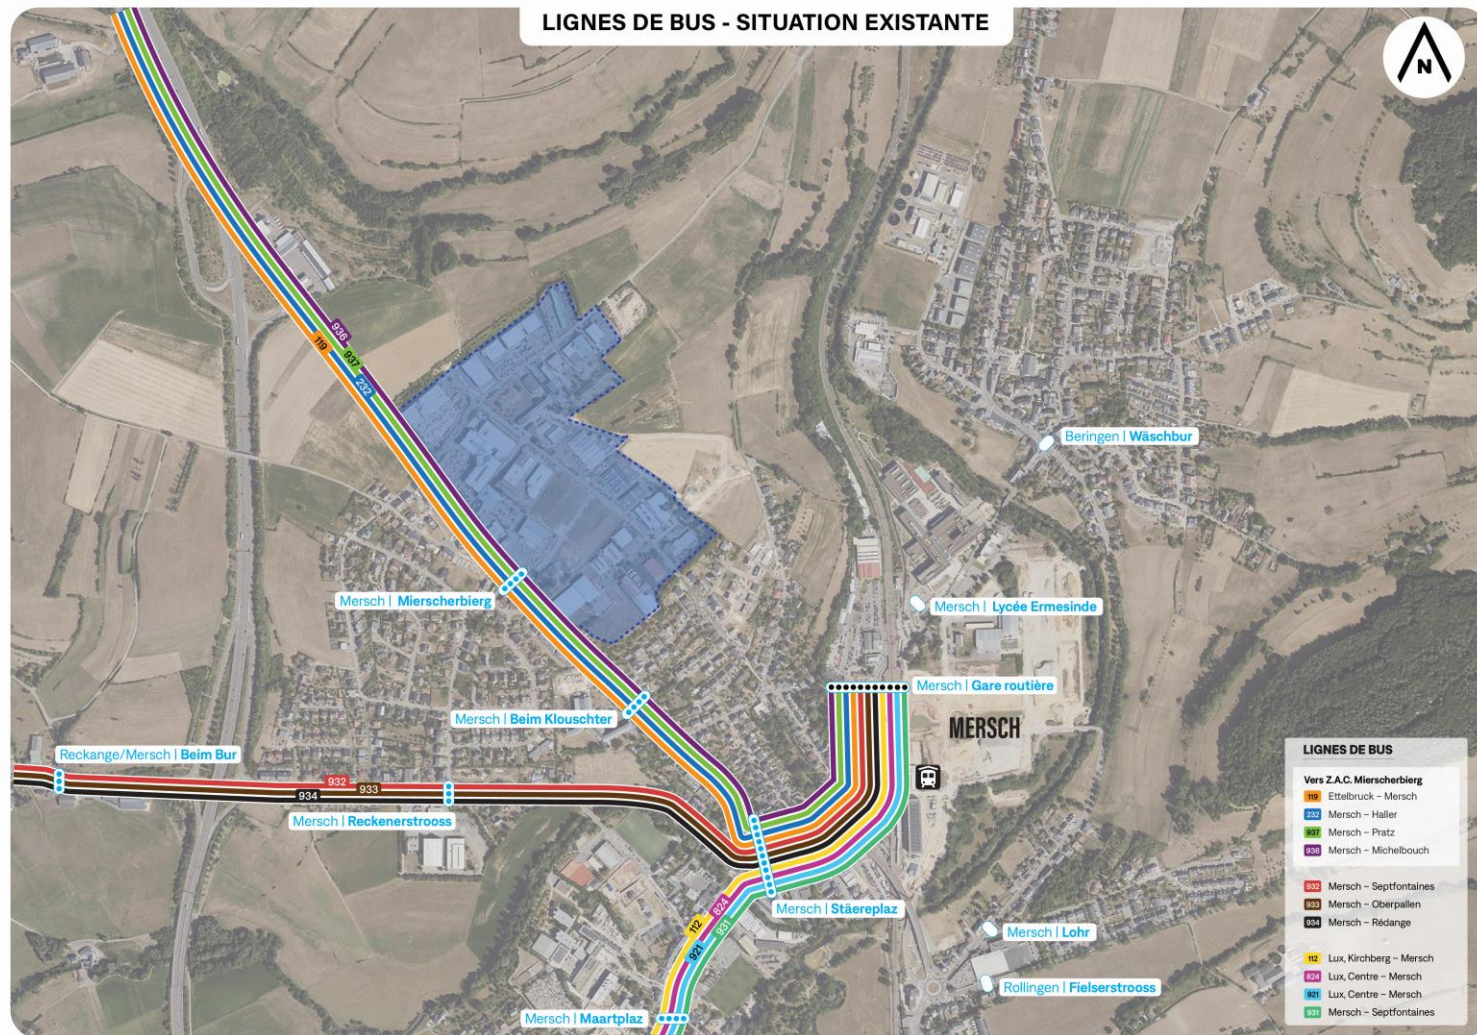 LIGNES DE BUS - SITUATION EXISTANTE
N
936
119
937
232
Beringen | Wäschbur
Mersch | Mierscherbierg
Mersch | Lycée Ermesinde
Mersch | Gare routière
Mersch | Beim Klouschter
MERSCH
Reckange/Mersch | Beim Bur
932
933
934
Mersch | Reckenerstrooss
Mersch | Stäereplaz
824
112
931
921
Mersch | Lohr
Rollingen | Fielserstrooss
Mersch | Maartplaz
LIGNES DE BUS
Vers Z.A.C. Mierscherbierg
119 Ettelbruck – Mersch
232 Mersch – Haller
937 Mersch – Pratz
936 Mersch – Michelbouch
932 Mersch – Septfontaines
933 Mersch – Oberpallen
934 Mersch – Rédange
112 Lux, Kirchberg – Mersch
824 Lux, Centre – Mersch
921 Lux, Centre – Mersch
931 Mersch – Septfontaines